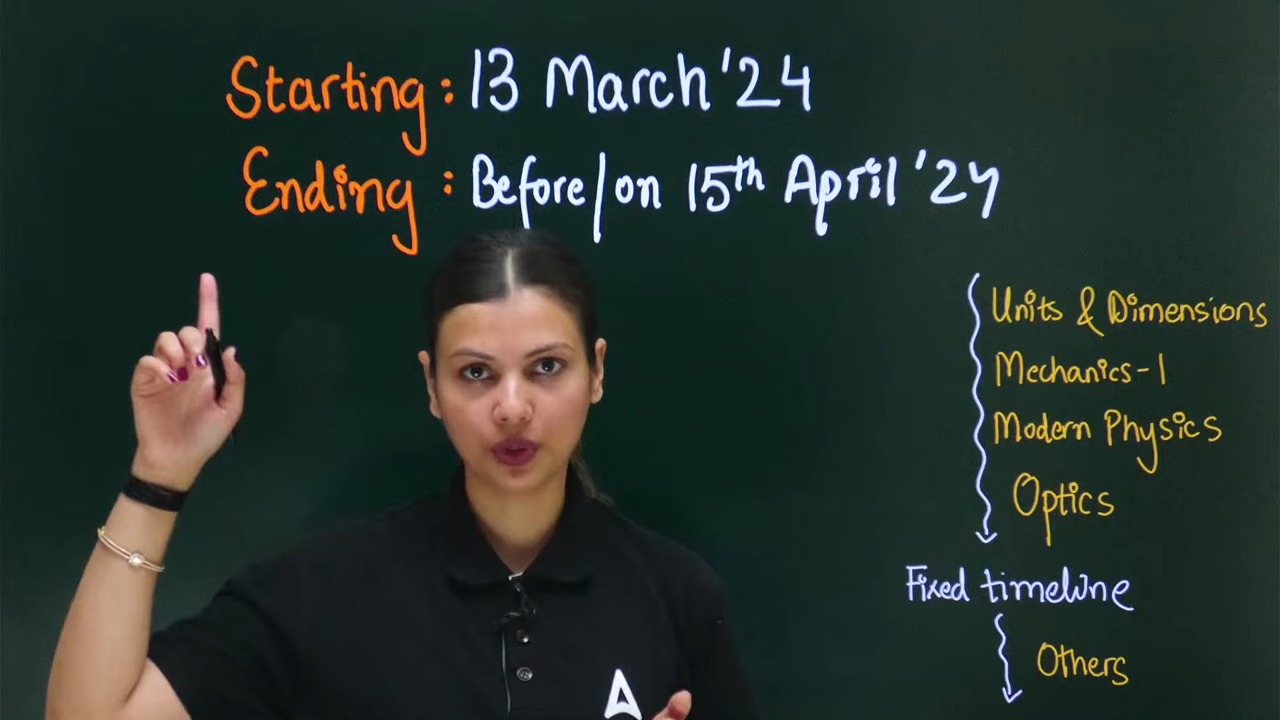 Starting : 13 March '24
Ending : Before/on 15th April '24
Units & Dimensions
Mechanics-1
Modern Physics
Optics
Fixed timeline
Others